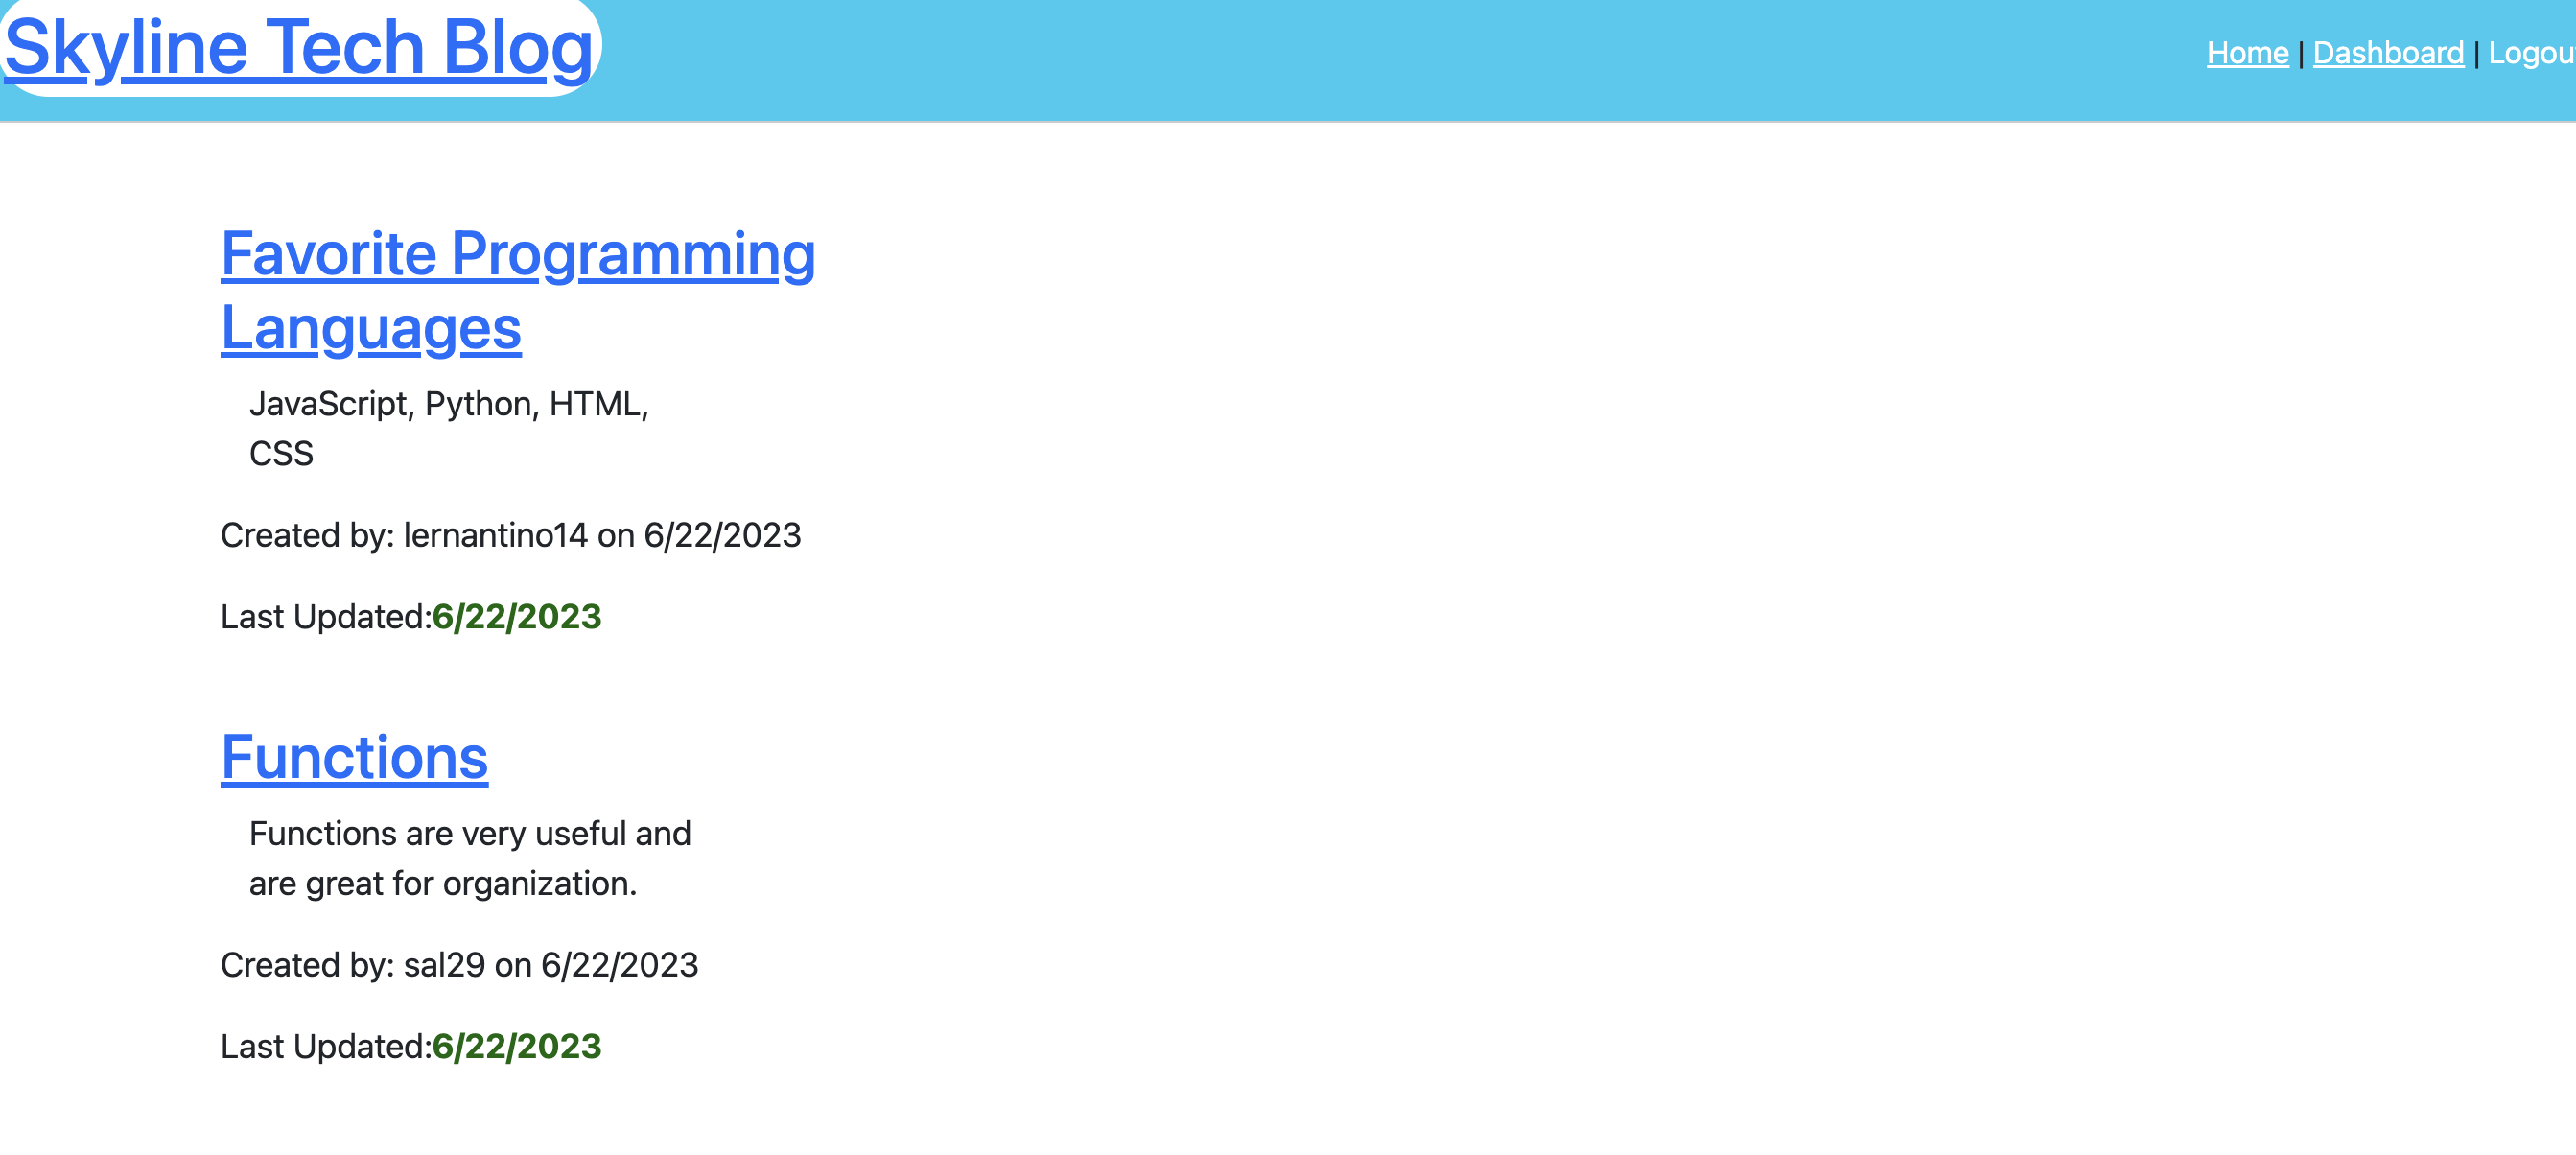 Skyline Tech Blog
Home | Dashboard | Logou
Favorite Programming
Languages
JavaScript, Python, HTML,
CSS
Created by: lernantino14 on 6/22/2023
Last Updated:6/22/2023
Functions
Functions are very useful and
are great for organization.
Created by: sal29 on 6/22/2023
Last Updated:6/22/2023